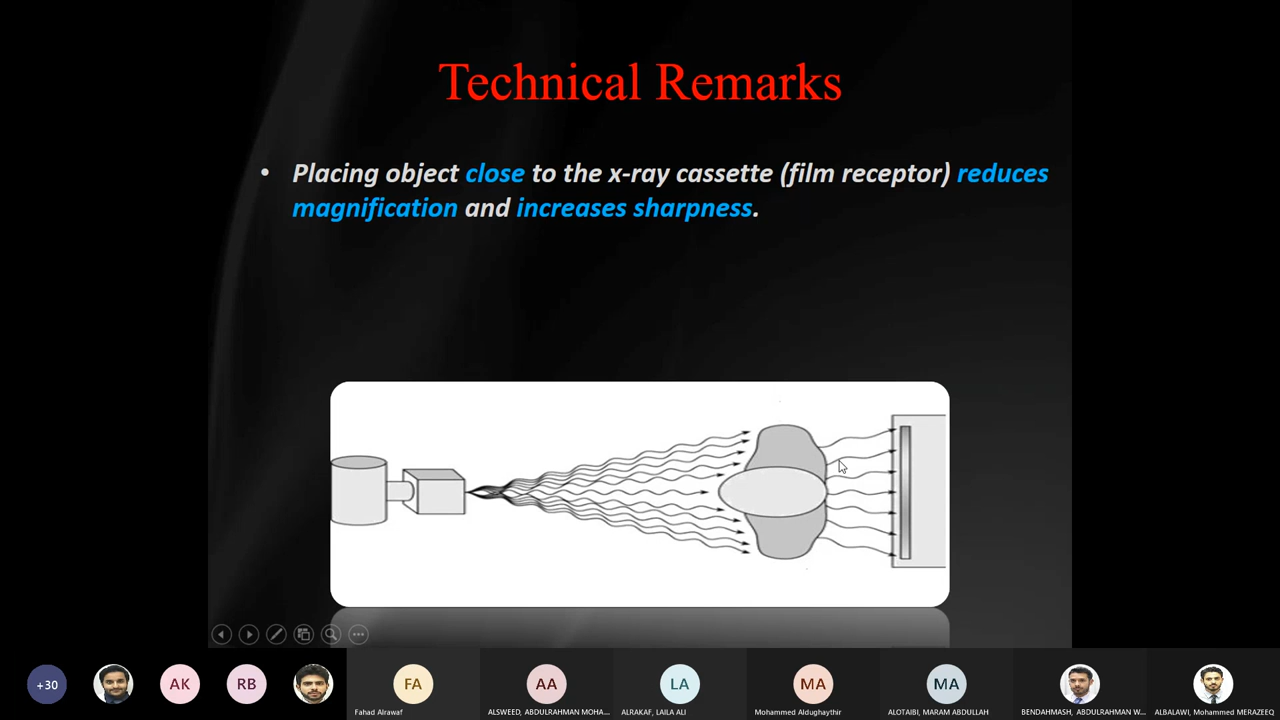 Technical Remarks
• Placing object close to the x-ray cassette (film receptor) reduces
magnification and increases sharpness.
+30
AK
RB
FA
Fahad Alrawaf
AA
ALSWEED, ABDULRAHMAN MOHA...
LA
ALRAKAF, LAILA ALI
MA
Mohammed Aldughaythir
MA
ALOTAIBI, MARAM ABDULLAH
BENDAHMASH, ABDULRAHMAN W...
ALBALAWI, Mohammed MERAZEEQ